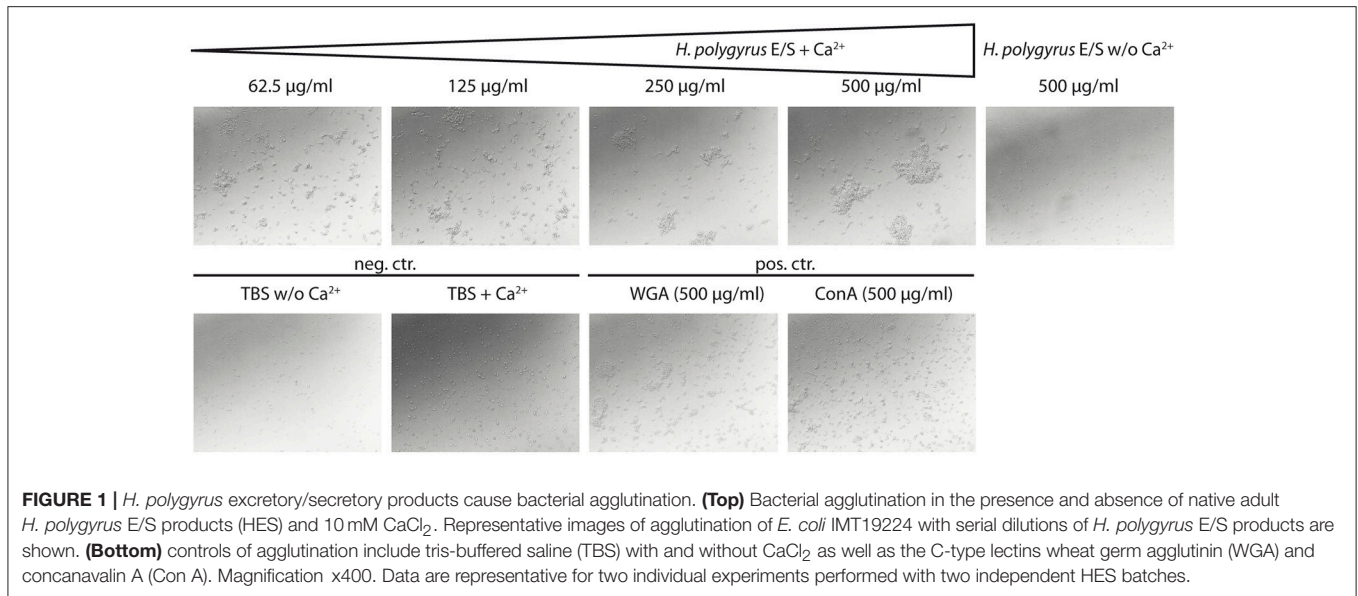 H. polygyrus E/S + Ca²⁺ H. polygyrus E/S w/o Ca²⁺
62.5 µg/ml 125 µg/ml 250 µg/ml 500 µg/ml 500 µg/ml
neg. ctr. pos. ctr.
TBS w/o Ca²⁺ TBS + Ca²⁺ WGA (500 µg/ml) ConA (500 µg/ml)
FIGURE 1 | H. polygyrus excretory/secretory products cause bacterial agglutination. (Top) Bacterial agglutination in the presence and absence of native adult
H. polygyrus E/S products (HES) and 10 mM CaCl₂. Representative images of agglutination of E. coli IMT19224 with serial dilutions of H. polygyrus E/S products are
shown. (Bottom) controls of agglutination include tris-buffered saline (TBS) with and without CaCl₂ as well as the C-type lectins wheat germ agglutinin (WGA) and
concanavalin A (Con A). Magnification x400. Data are representative for two individual experiments performed with two independent HES batches.